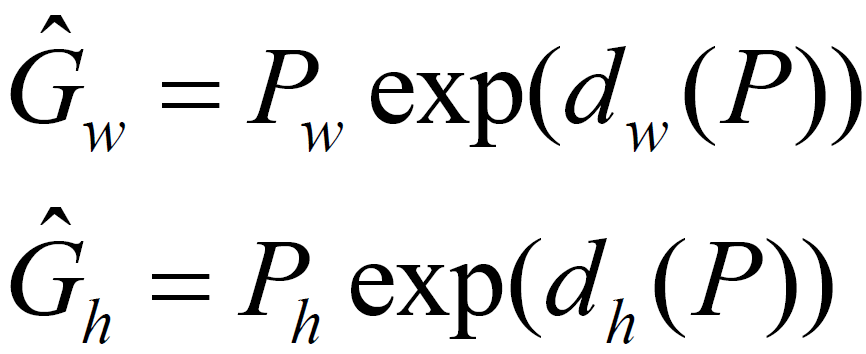 Ĝ_w = P_w exp(d_w(P))
Ĝ_h = P_h exp(d_h(P))